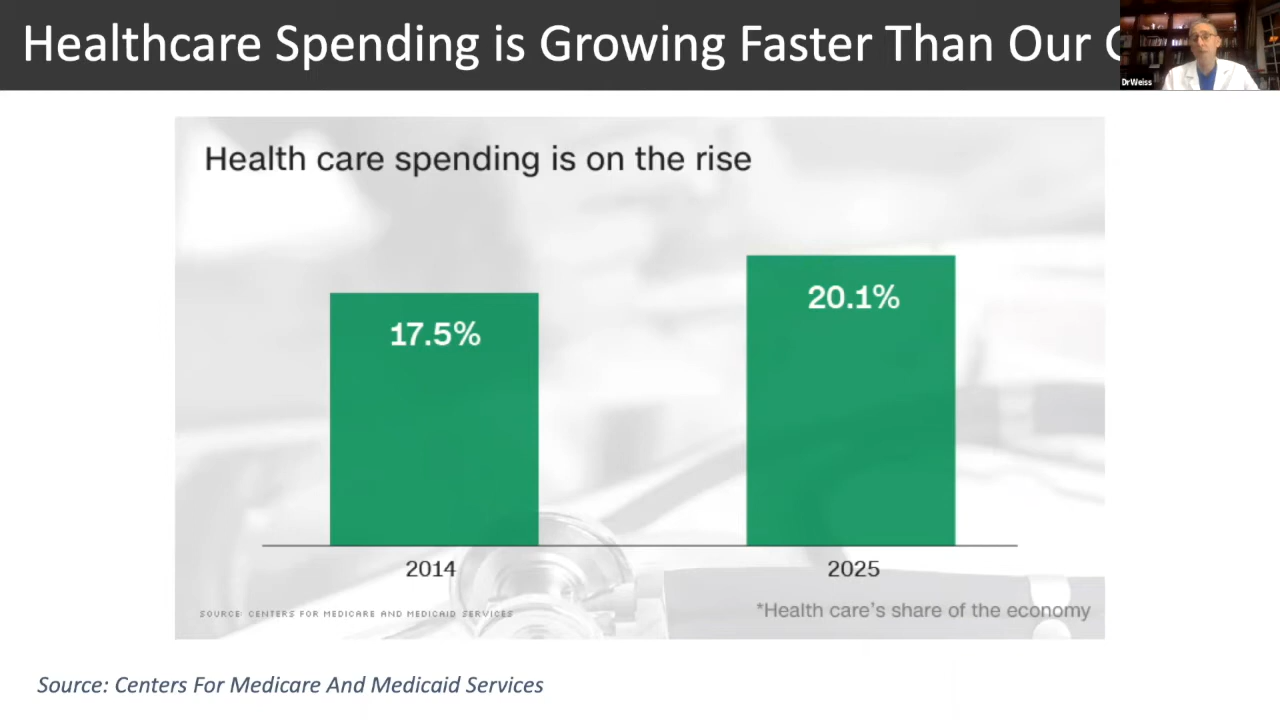 Healthcare Spending is Growing Faster Than Our
DrWeiss
Health care spending is on the rise
17.5%
20.1%
2014
2025
SOURCE: CENTERS FOR MEDICARE AND MEDICAID SERVICES
*Health care's share of the economy
Source: Centers For Medicare And Medicaid Services